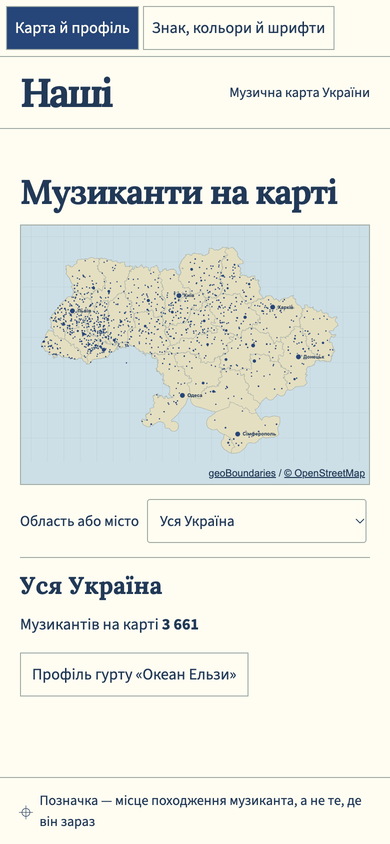 Карта й профіль
Знак, кольори й шрифти
Наші
Музична карта України
Музиканти на карті
Львів
Київ
Харків
Донецьк
Одеса
Сімферополь
geoBoundaries / © OpenStreetMap
Область або місто
Уся Україна
Уся Україна
Музикантів на карті 3 661
Профіль гурту «Океан Ельзи»
Позначка — місце походження музиканта, а не те, де
він зараз